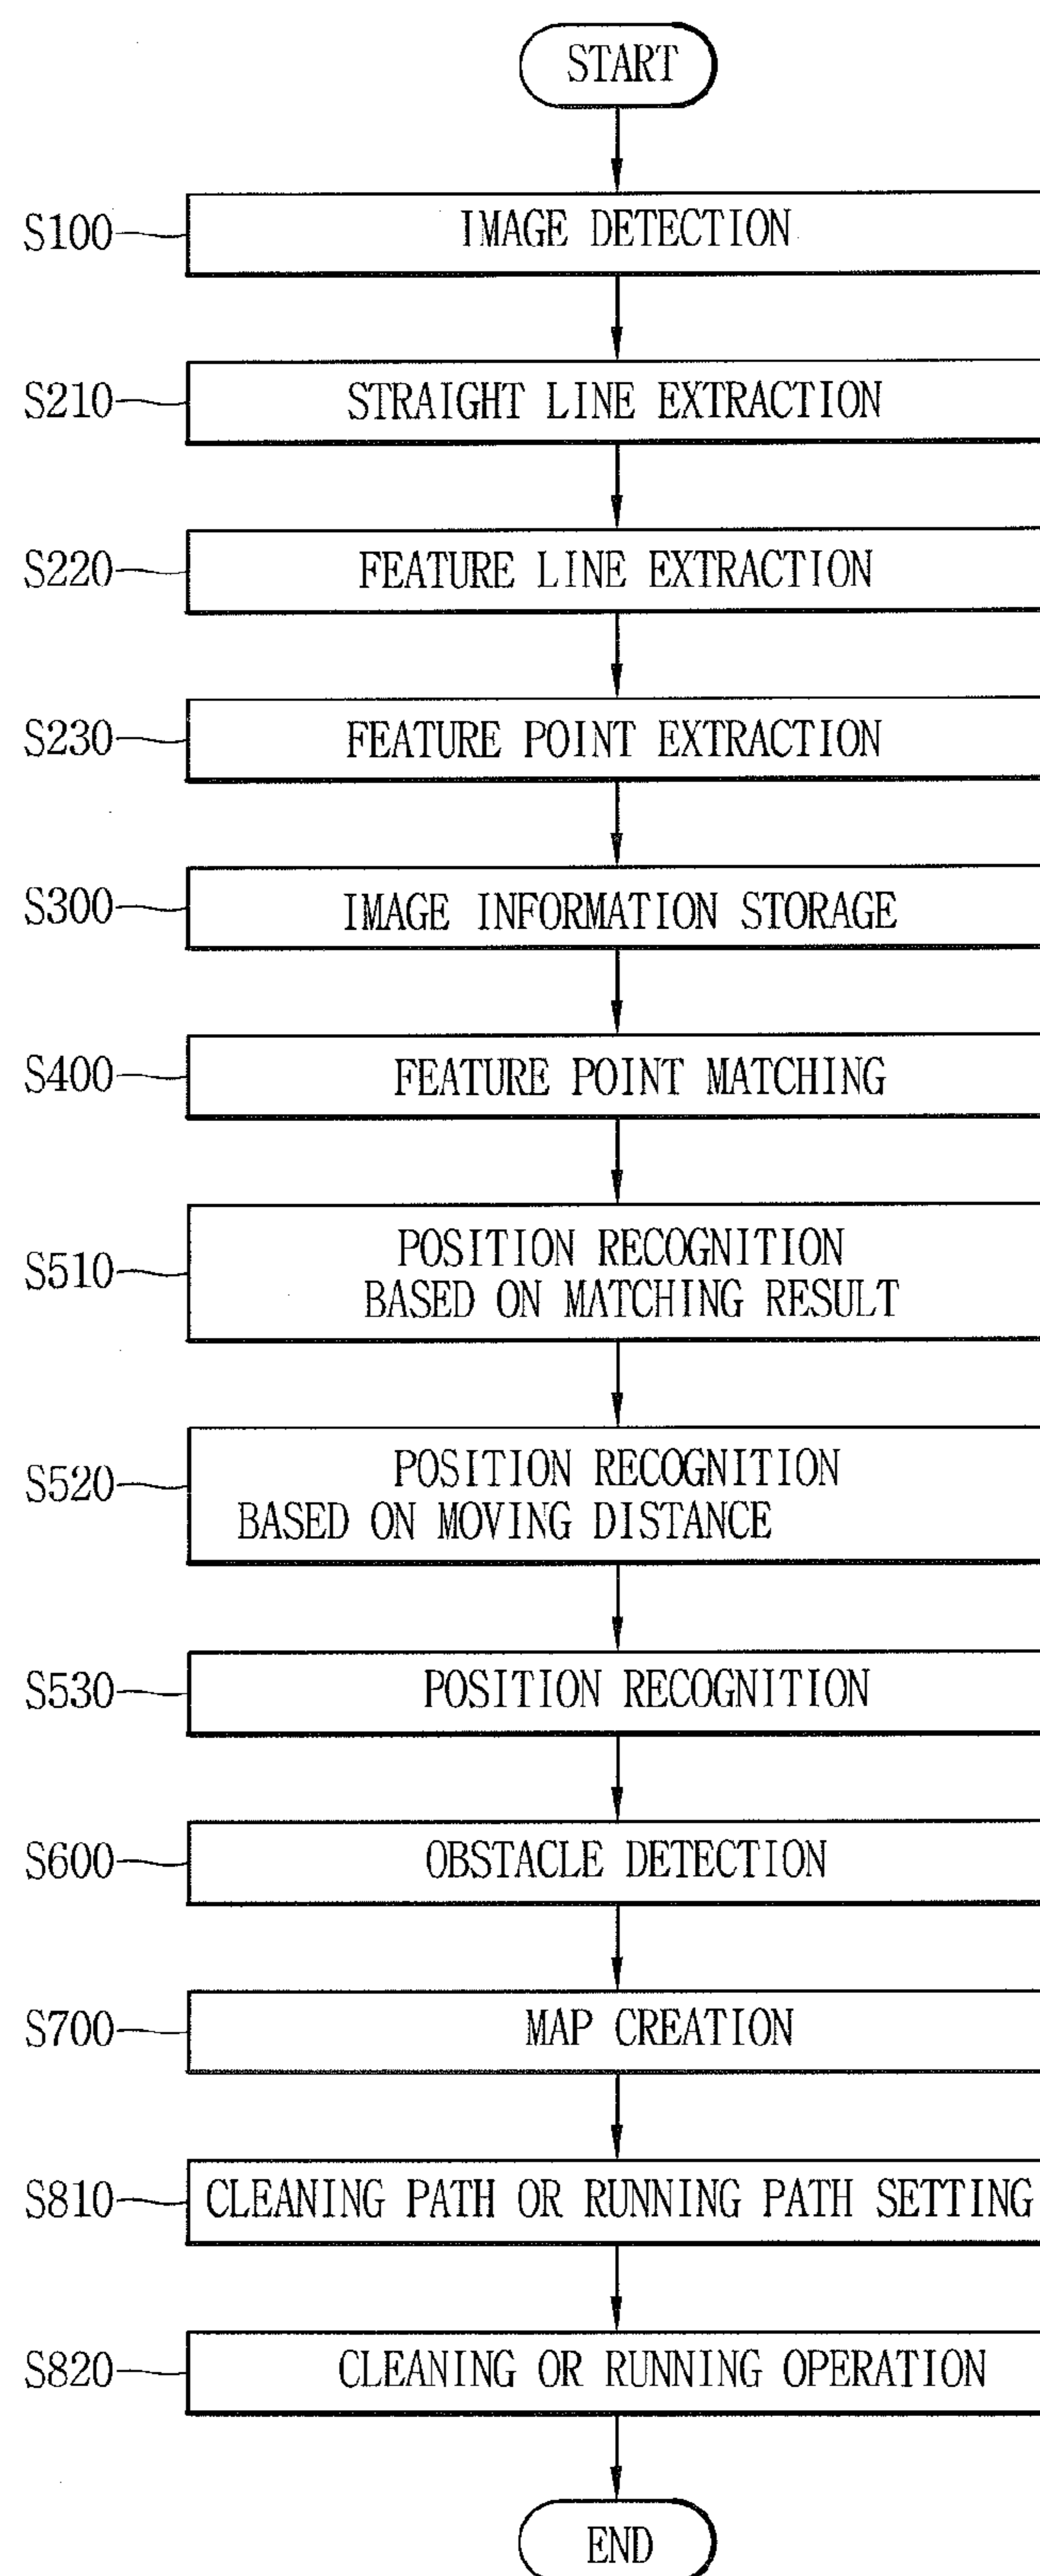 START
S100 IMAGE DETECTION
S210 STRAIGHT LINE EXTRACTION
S220 FEATURE LINE EXTRACTION
S230 FEATURE POINT EXTRACTION
S300 IMAGE INFORMATION STORAGE
S400 FEATURE POINT MATCHING
S510 POSITION RECOGNITION
BASED ON MATCHING RESULT
S520 POSITION RECOGNITION
BASED ON MOVING DISTANCE
S530 POSITION RECOGNITION
S600 OBSTACLE DETECTION
S700 MAP CREATION
S810 CLEANING PATH OR RUNNING PATH SETTING
S820 CLEANING OR RUNNING OPERATION
END